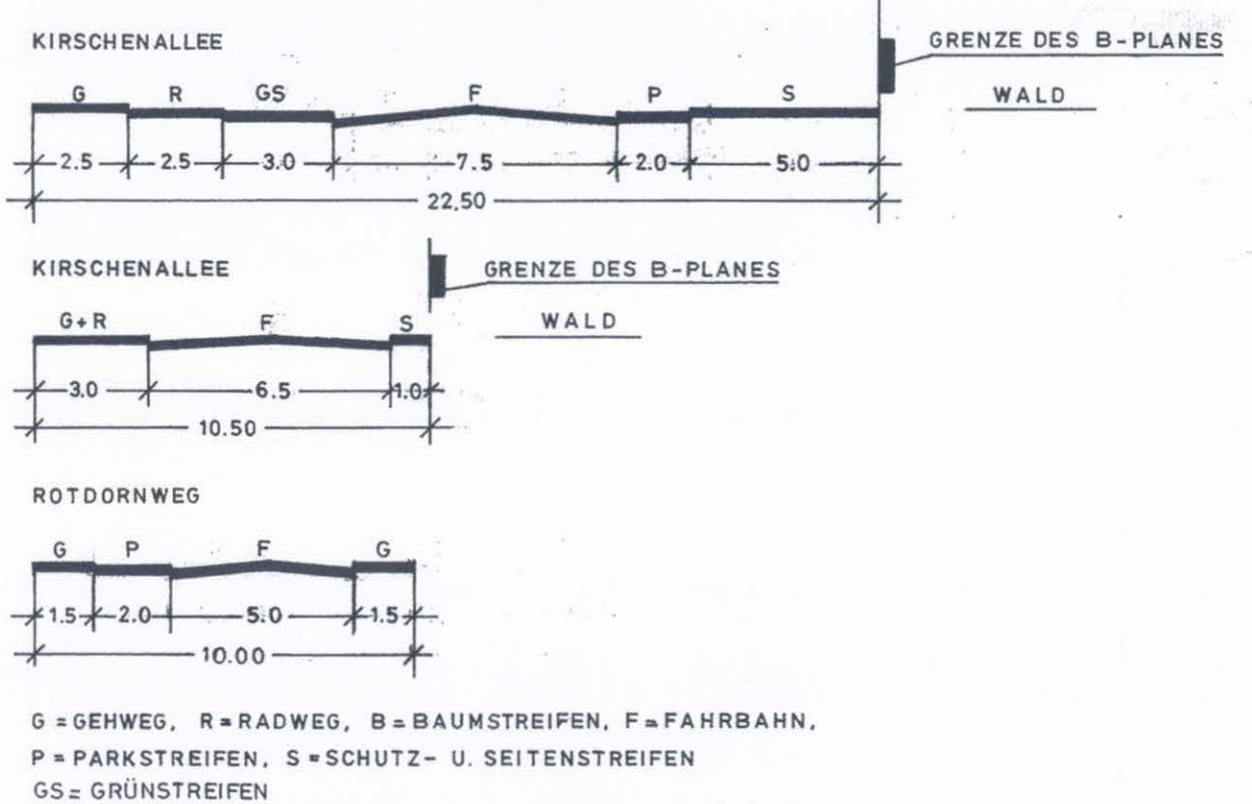 KIRSCHENALLEE
GRENZE DES B-PLANES
WALD
G R GS F P S
2.5 2.5 3.0 7.5 2.0 5.0
22.50
KIRSCHENALLEE
GRENZE DES B-PLANES
WALD
G+R F S
3.0 6.5 1.0
10.50
ROTDORNWEG
G P F G
1.5 2.0 5.0 1.5
10.00
G = GEHWEG, R = RADWEG, B = BAUMSTREIFEN, F = FAHRBAHN,
P = PARKSTREIFEN, S = SCHUTZ- U. SEITENSTREIFEN
GS = GRÜNSTREIFEN